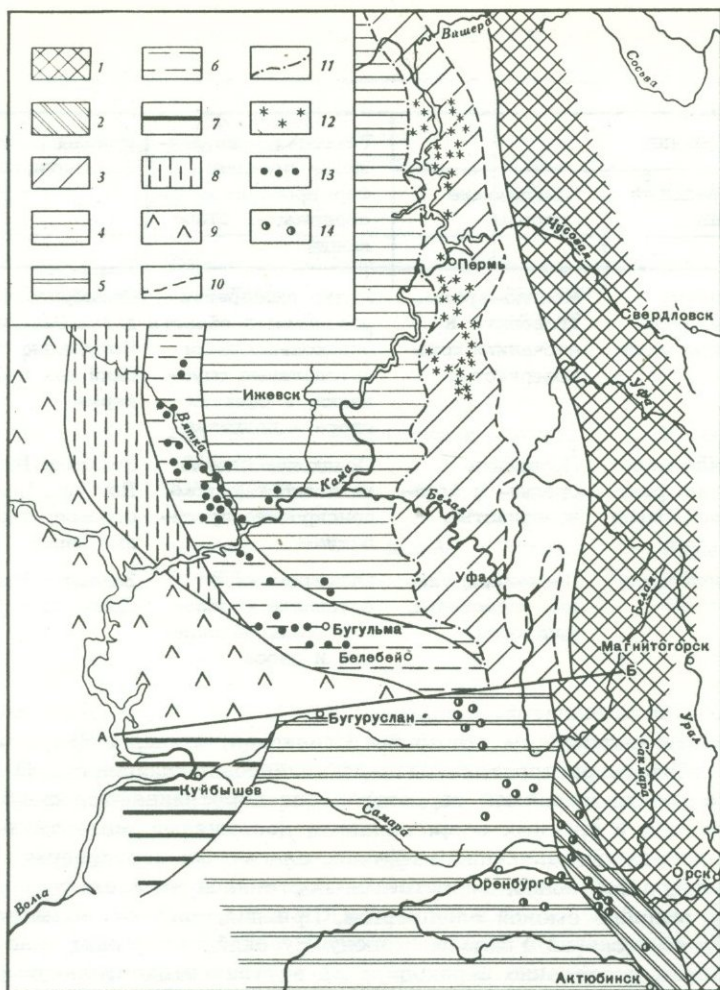 1
6
11
2
7
12
3
8
13
4
9
14
5
10
Вишера
Сосьва
Чусовая
Пермь
Свердловск
Уфа
Ижевск
Вятка
Кама
Белая
Уфа
Белая
Бугульма
Белебей
Магнитогорск
Б
А
Бугуруслан
Урал
Сакмара
Куйбышев
Самара
Волга
Оренбург
Орск
Актюбинск